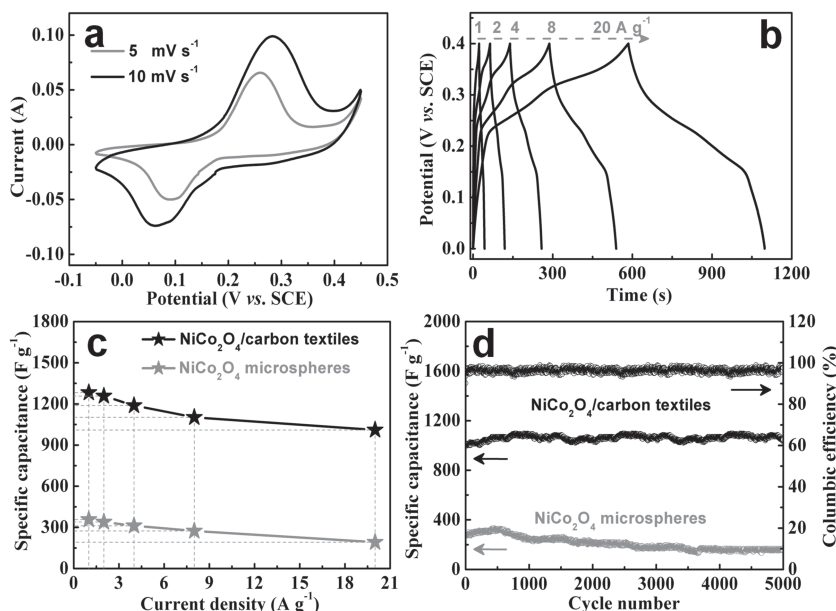 a
5 mV s⁻¹
10 mV s⁻¹
0.10
0.05
0.00
-0.05
-0.10
Current (A)
-0.1 0.0 0.1 0.2 0.3 0.4 0.5
Potential (V vs. SCE)
b
1 2 4 8 20 A g⁻¹
0.4
0.3
0.2
0.1
0.0
Potential (V vs. SCE)
0 300 600 900 1200
Time (s)
c
NiCo₂O₄/carbon textiles
NiCo₂O₄ microspheres
1800
1500
1200
900
600
300
0
Specific capacitance (F g⁻¹)
0 3 6 9 12 15 18 21
Current density (A g⁻¹)
d
NiCo₂O₄/carbon textiles
NiCo₂O₄ microspheres
2000
1600
1200
800
400
0
Specific capacitance (F g⁻¹)
120
100
80
60
40
20
0
Columbic efficiency (%)
0 1000 2000 3000 4000 5000
Cycle number